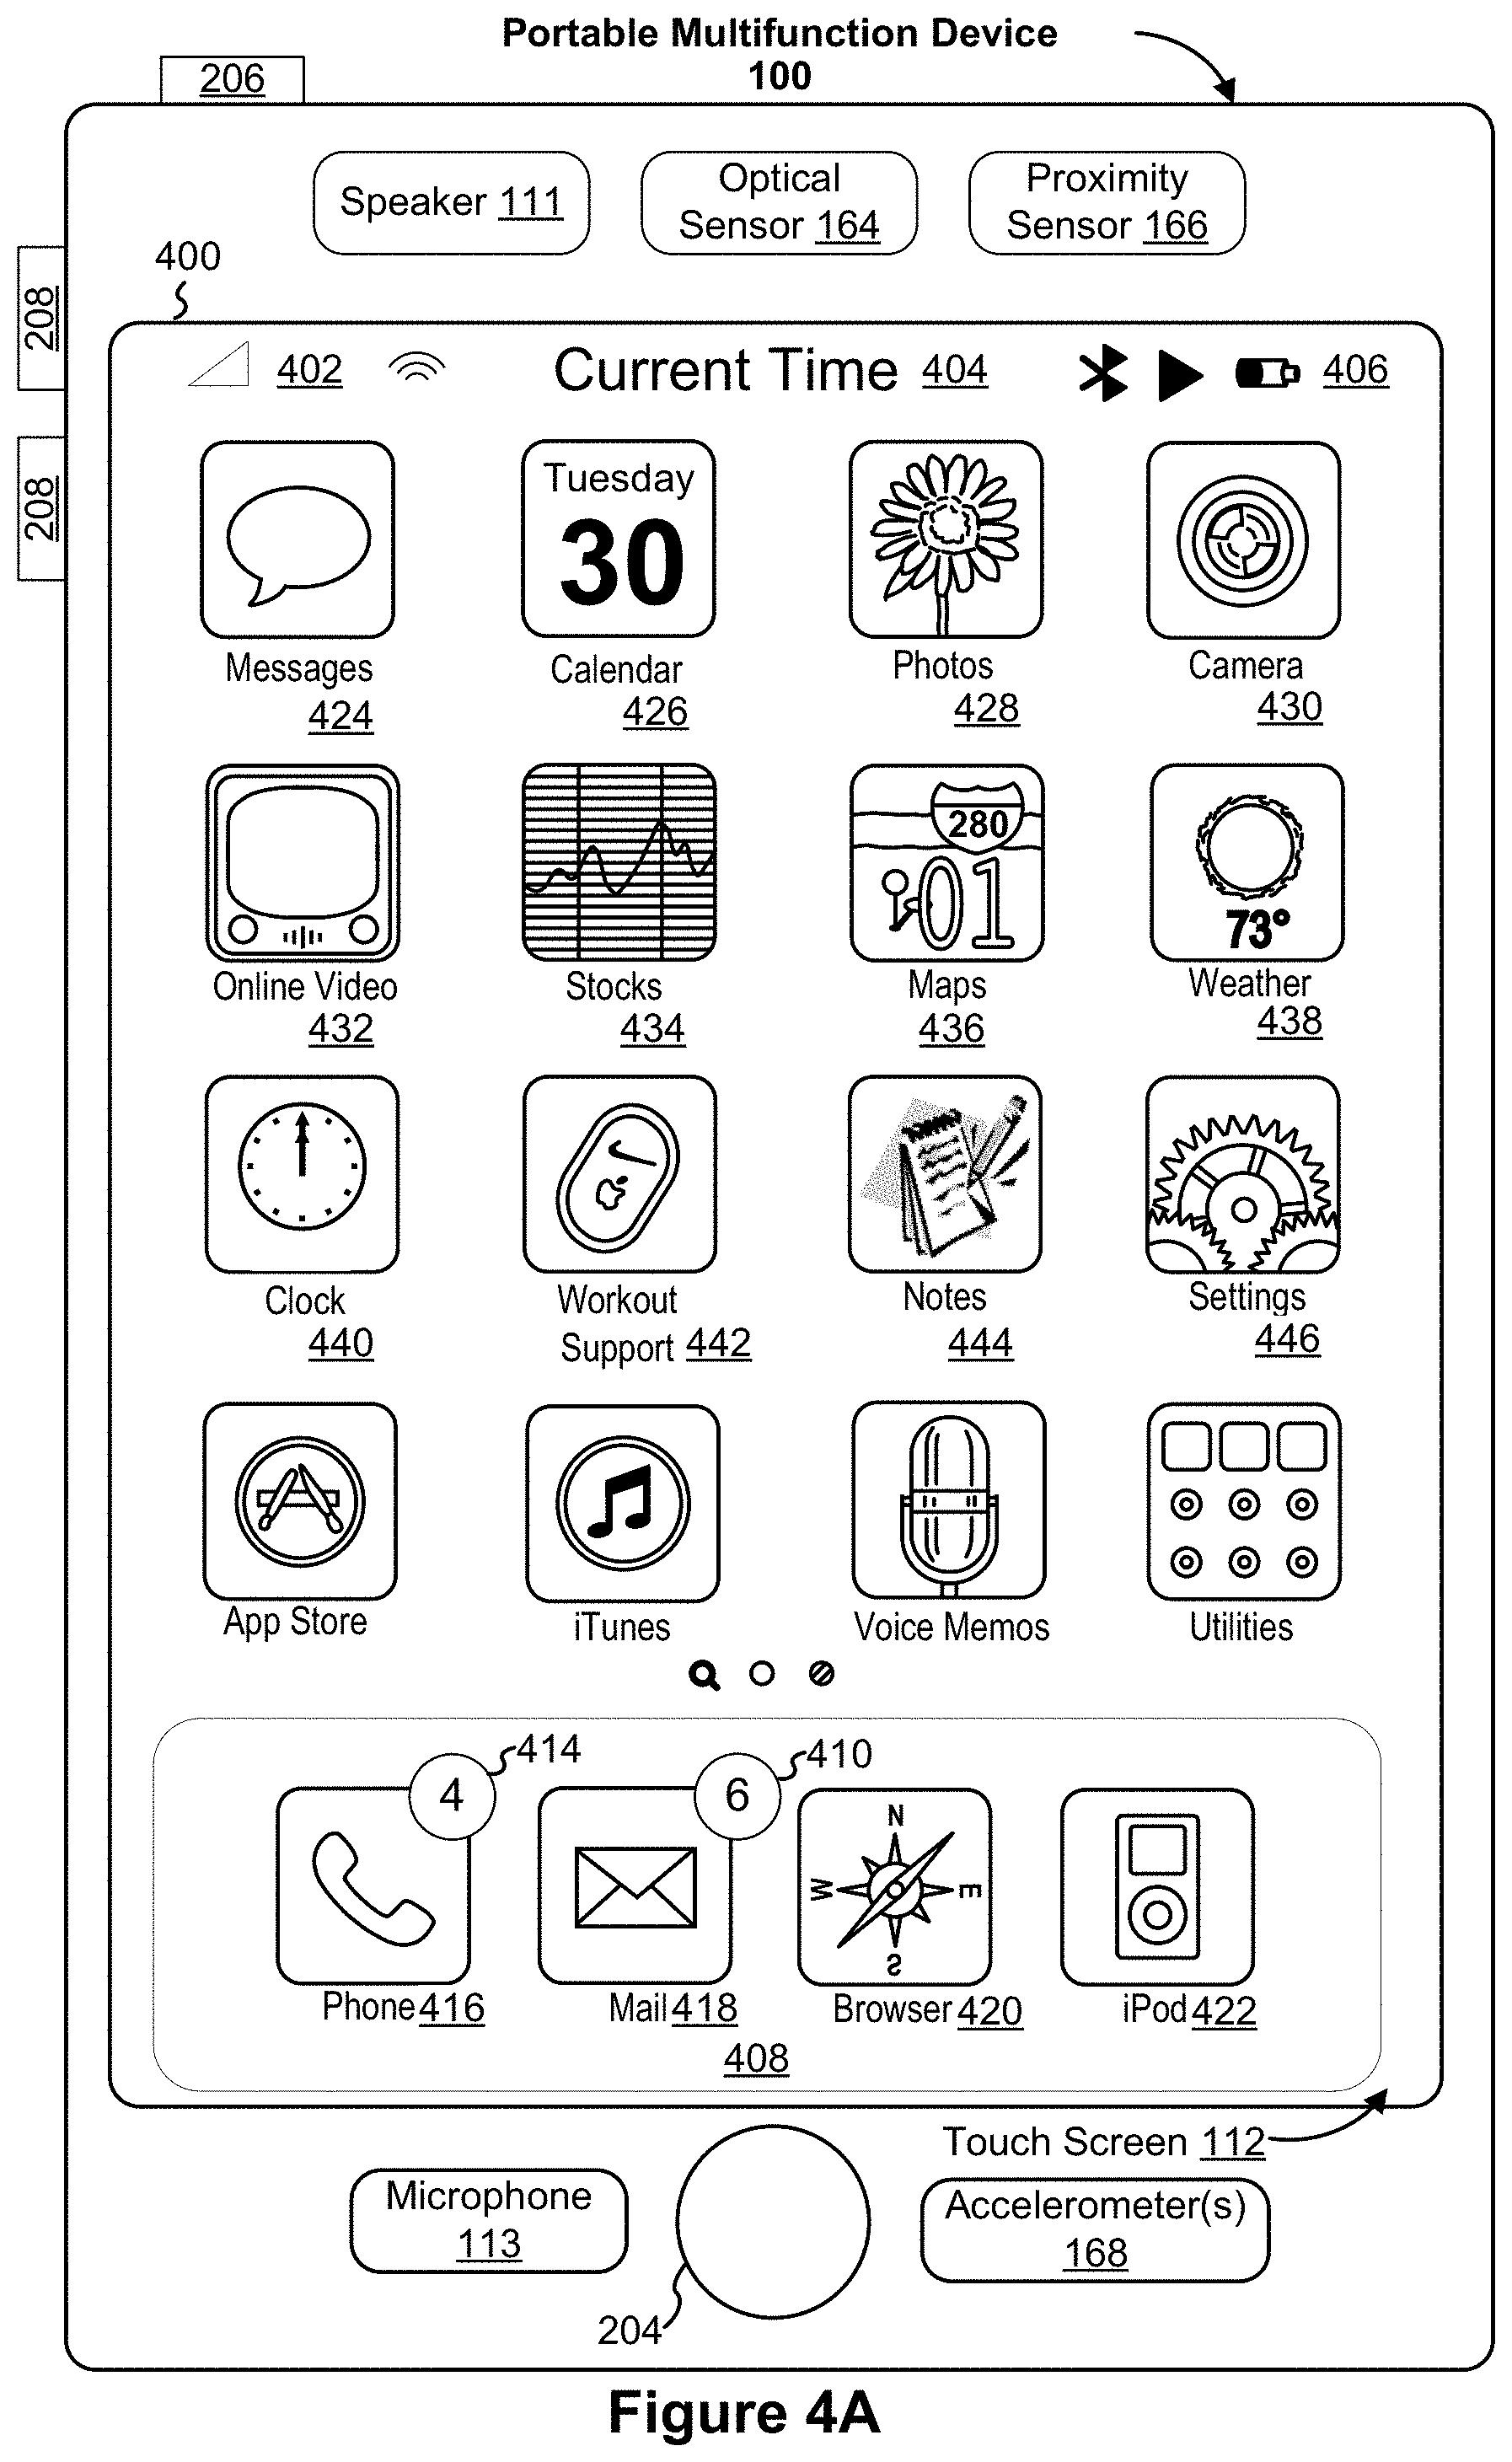 Portable Multifunction Device
100
206
Speaker 111
Optical
Sensor 164
Proximity
Sensor 166
400
208
208
402
Current Time 404
406
Tuesday
30
Messages
424
Calendar
426
Photos
428
Camera
430
280
01
73°
Online Video
432
Stocks
434
Maps
436
Weather
438
Clock
440
Workout
Support 442
Notes
444
Settings
446
App Store
iTunes
Voice Memos
Utilities
4
414
6
410
N
W
E
S
Phone 416
Mail 418
Browser 420
iPod 422
408
Touch Screen 112
Microphone
113
Accelerometer(s)
168
204
Figure 4A